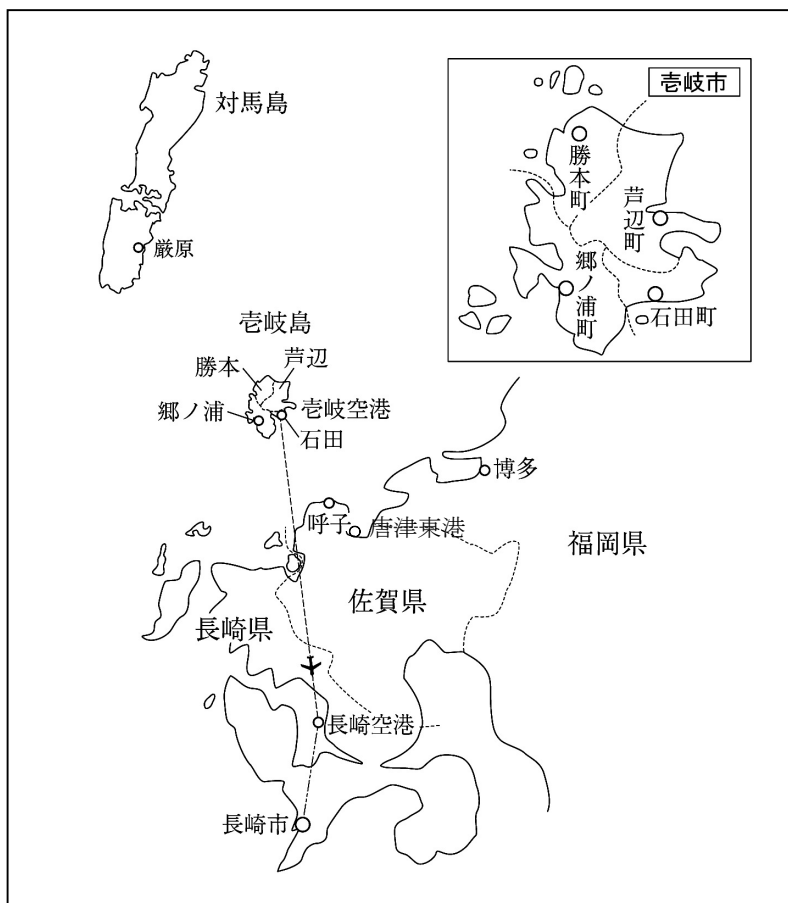 対馬島
厳原
壱岐市
勝本町
芦辺町
郷ノ浦町
石田町
壱岐島
勝本
芦辺
郷ノ浦
壱岐空港
石田
博多
呼子
唐津東港
福岡県
佐賀県
長崎県
長崎空港
長崎市